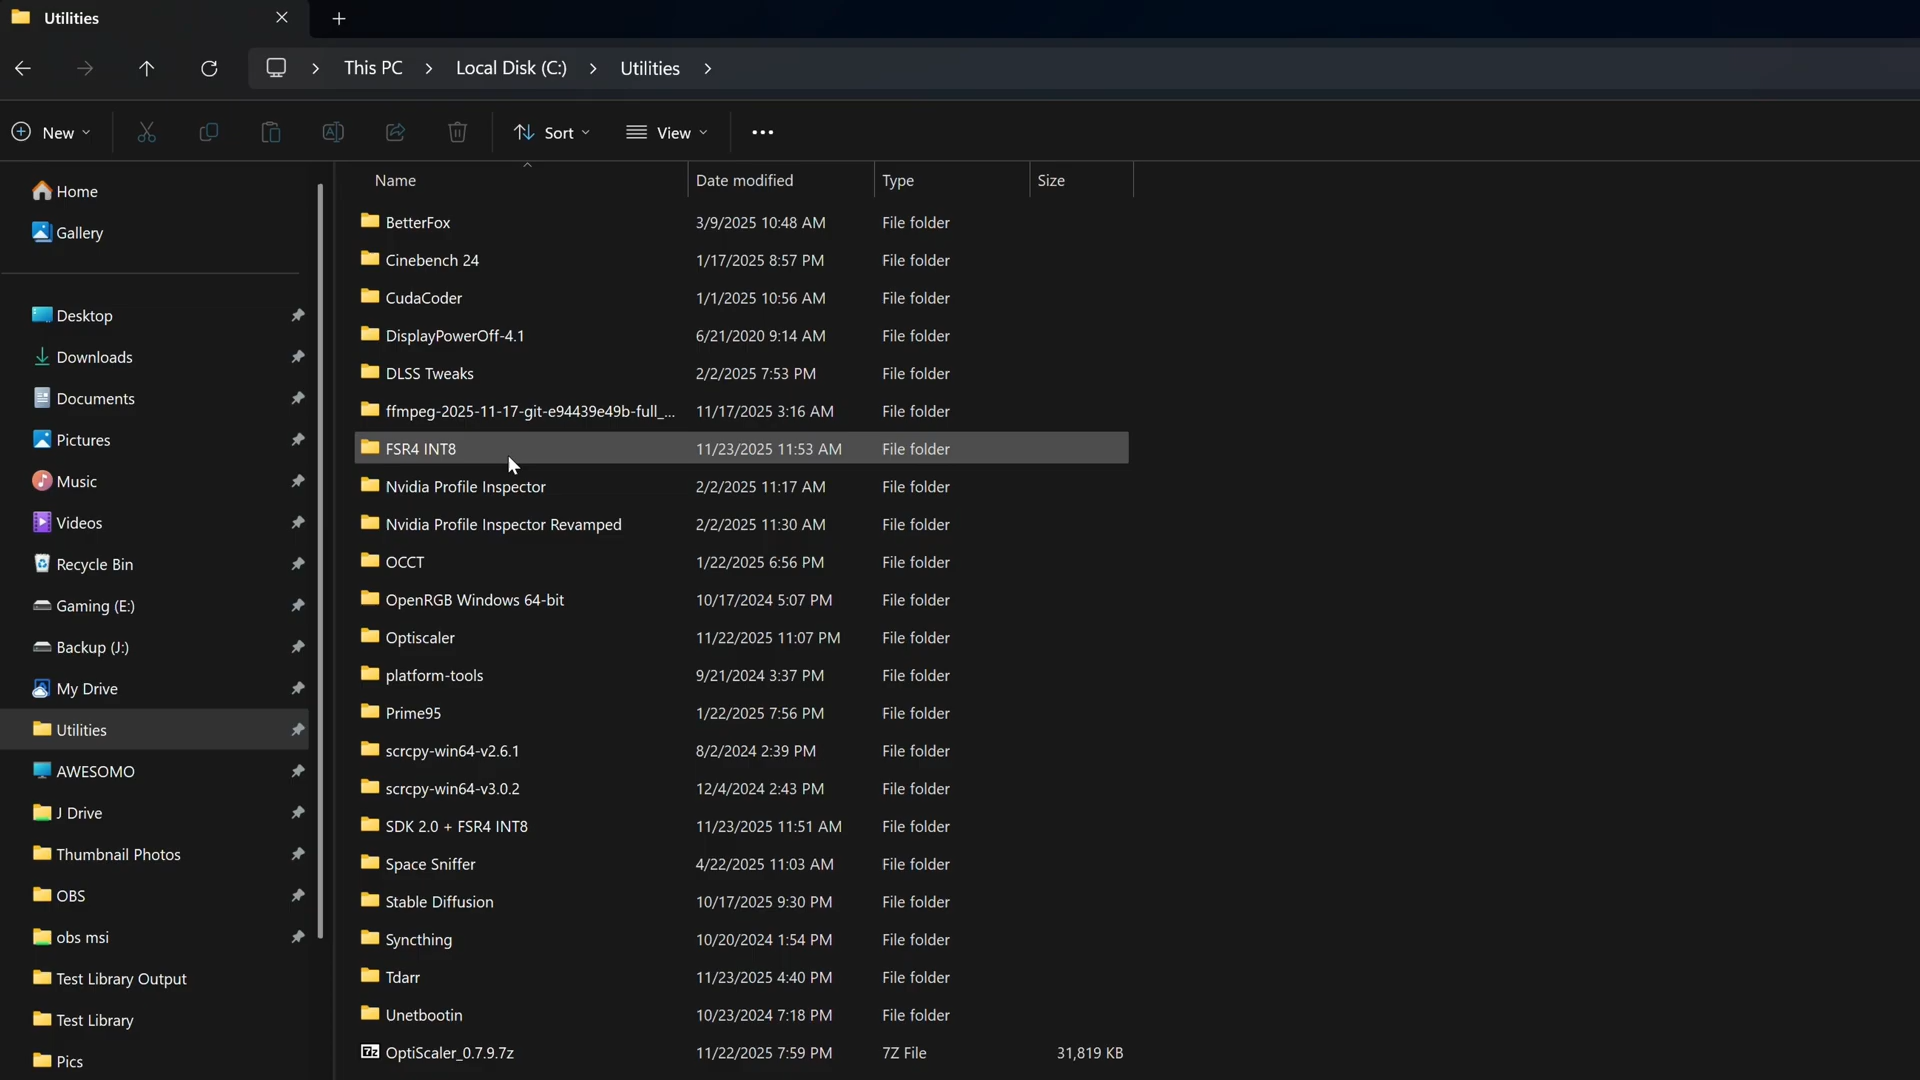 Utilities
This PC > Local Disk (C:) > Utilities >
New
Sort
View
Home
Gallery
Desktop
Downloads
Documents
Pictures
Music
Videos
Recycle Bin
Gaming (E:)
Backup (J:)
My Drive
Utilities
AWESOMO
J Drive
Thumbnail Photos
OBS
obs msi
Test Library Output
Test Library
Pics
Name Date modified Type Size
BetterFox 3/9/2025 10:48 AM File folder
Cinebench 24 1/17/2025 8:57 PM File folder
CudaCoder 1/1/2025 10:56 AM File folder
DisplayPowerOff-4.1 6/21/2020 9:14 AM File folder
DLSS Tweaks 2/2/2025 7:53 PM File folder
ffmpeg-2025-11-17-git-e94439e49b-full_... 11/17/2025 3:16 AM File folder
FSR4 INT8 11/23/2025 11:53 AM File folder
Nvidia Profile Inspector 2/2/2025 11:17 AM File folder
Nvidia Profile Inspector Revamped 2/2/2025 11:30 AM File folder
OCCT 1/22/2025 6:56 PM File folder
OpenRGB Windows 64-bit 10/17/2024 5:07 PM File folder
Optiscaler 11/22/2025 11:07 PM File folder
platform-tools 9/21/2024 3:37 PM File folder
Prime95 1/22/2025 7:56 PM File folder
scrcpy-win64-v2.6.1 8/2/2024 2:39 PM File folder
scrcpy-win64-v3.0.2 12/4/2024 2:43 PM File folder
SDK 2.0 + FSR4 INT8 11/23/2025 11:51 AM File folder
Space Sniffer 4/22/2025 11:03 AM File folder
Stable Diffusion 10/17/2025 9:30 PM File folder
Syncthing 10/20/2024 1:54 PM File folder
Tdarr 11/23/2025 4:40 PM File folder
Unetbootin 10/23/2024 7:18 PM File folder
OptiScaler_0.7.9.7z 11/22/2025 7:59 PM 7Z File 31,819 KB